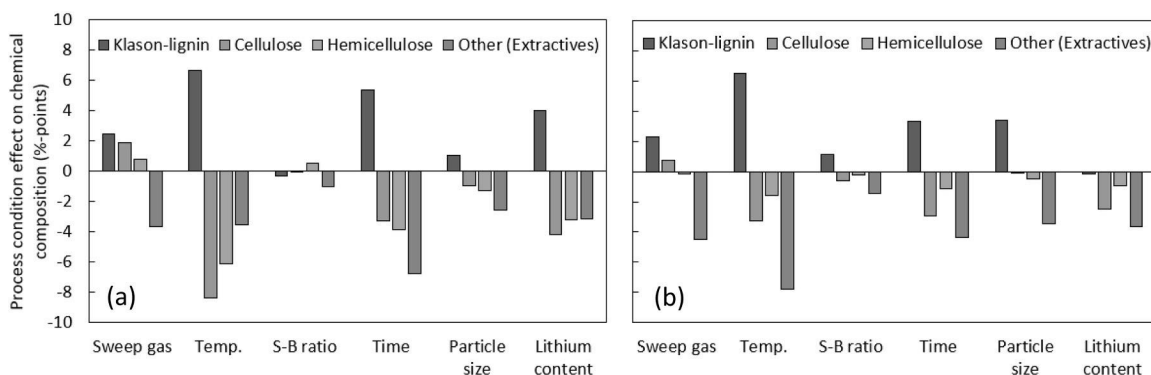 Process condition effect on chemical
composition (%-points)
10
8
6
4
2
0
-2
-4
-6
-8
-10
Klason-lignin Cellulose Hemicellulose Other (Extractives)
(a)
Sweep gas Temp. S-B ratio Time Particle size Lithium content
Klason-lignin Cellulose Hemicellulose Other (Extractives)
(b)
Sweep gas Temp. S-B ratio Time Particle size Lithium content